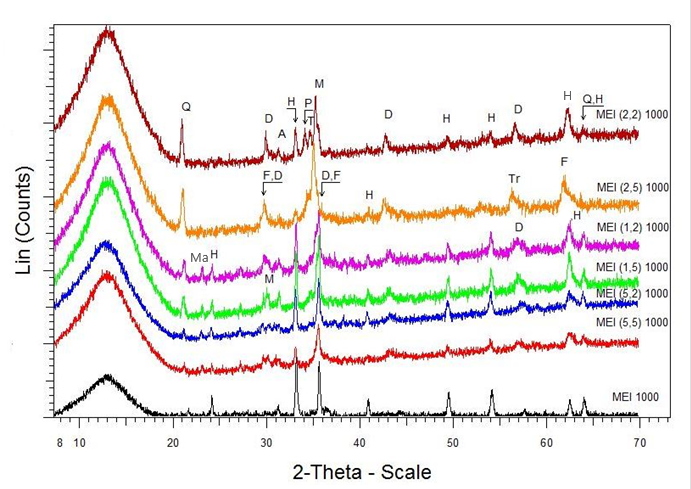 M
H
P
Q
D
T
D
H
H
D
H
Q,H
A
MEI (2,2) 1000
F,D
D,F
H
Tr
F
MEI (2,5) 1000
Ma
H
M
D
H
MEI (1,2) 1000
MEI (1,5) 1000
MEI (5,2) 1000
MEI (5,5) 1000
MEI 1000
Lin (Counts)
8 10 20 30 40 50 60 70
2-Theta - Scale